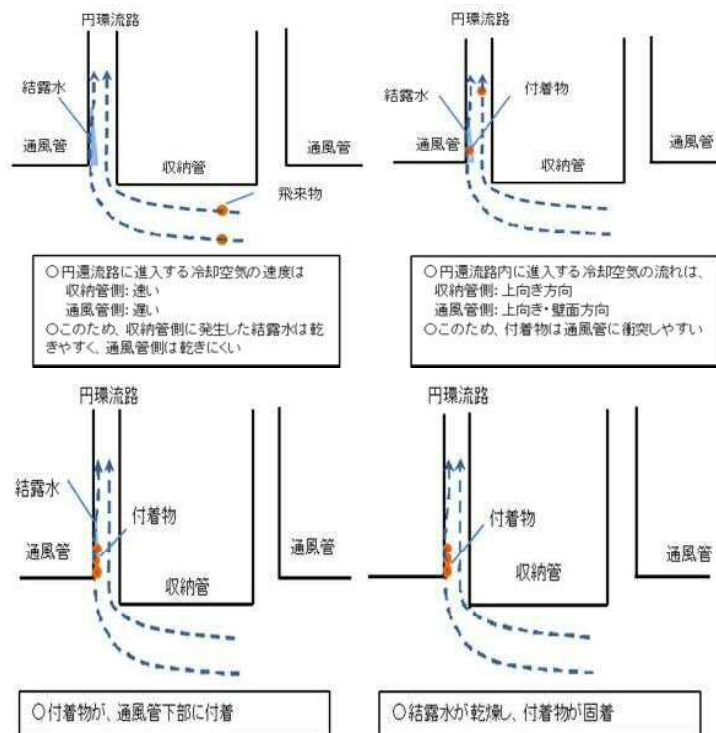 円環流路
結露水
通風管
収納管
通風管
飛来物
○円還流路に進入する冷却空気の速度は
収納管側: 速い
通風管側: 遅い
○このため、収納管側に発生した結露水は乾
きやすく、通風管側は乾きにくい
円環流路
結露水
付着物
通風管
収納管
通風管
○円還流路内に進入する冷却空気の流れは、
収納管側: 上向き方向
通風管側: 上向き・壁面方向
○このため、付着物は通風管に衝突しやすい
円環流路
結露水
付着物
通風管
収納管
通風管
○付着物が、通風管下部に付着
円環流路
付着物
通風管
収納管
通風管
○結露水が乾燥し、付着物が固着